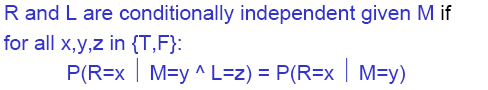 R and L are conditionally independent given M if
for all x,y,z in {T,F}:
P(R=x | M=y ^ L=z) = P(R=x | M=y)